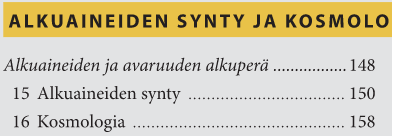 ALKUAINEIDEN SYNTY JA KOSMOLO
Alkuaineiden ja avaruuden alkuperä ................. 148
15 Alkuaineiden synty .................................... 150
16 Kosmologia ................................................. 158